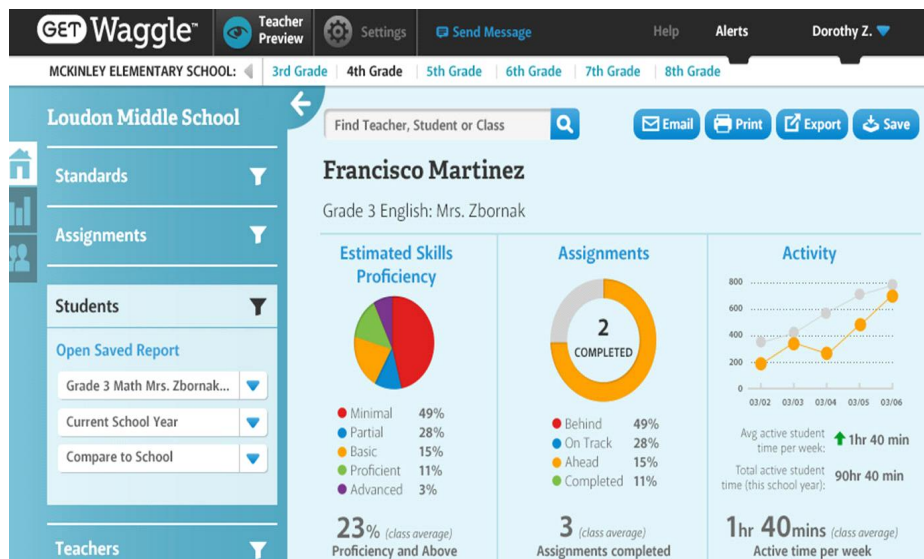 GET Waggle™
Teacher Preview
Settings
Send Message
Help
Alerts
Dorothy Z.
MCKINLEY ELEMENTARY SCHOOL:
3rd Grade
4th Grade
5th Grade
6th Grade
7th Grade
8th Grade
Loudon Middle School
Standards
Assignments
Students
Open Saved Report
Grade 3 Math Mrs. Zbornak...
Current School Year
Compare to School
Teachers
Find Teacher, Student or Class
Email
Print
Export
Save
Francisco Martinez
Grade 3 English: Mrs. Zbornak
Estimated Skills
Proficiency
Minimal 49%
Partial 28%
Basic 15%
Proficient 11%
Advanced 3%
23% (class average)
Proficiency and Above
Assignments
2
COMPLETED
Behind 49%
On Track 28%
Ahead 15%
Completed 11%
3 (class average)
Assignments completed
Activity
800
600
400
200
0
03/02 03/03 03/04 03/05 03/06
Avg active student
time per week: 1hr 40 min
Total active student
time (this school year): 90hr 40 min
1hr 40mins (class average)
Active time per week